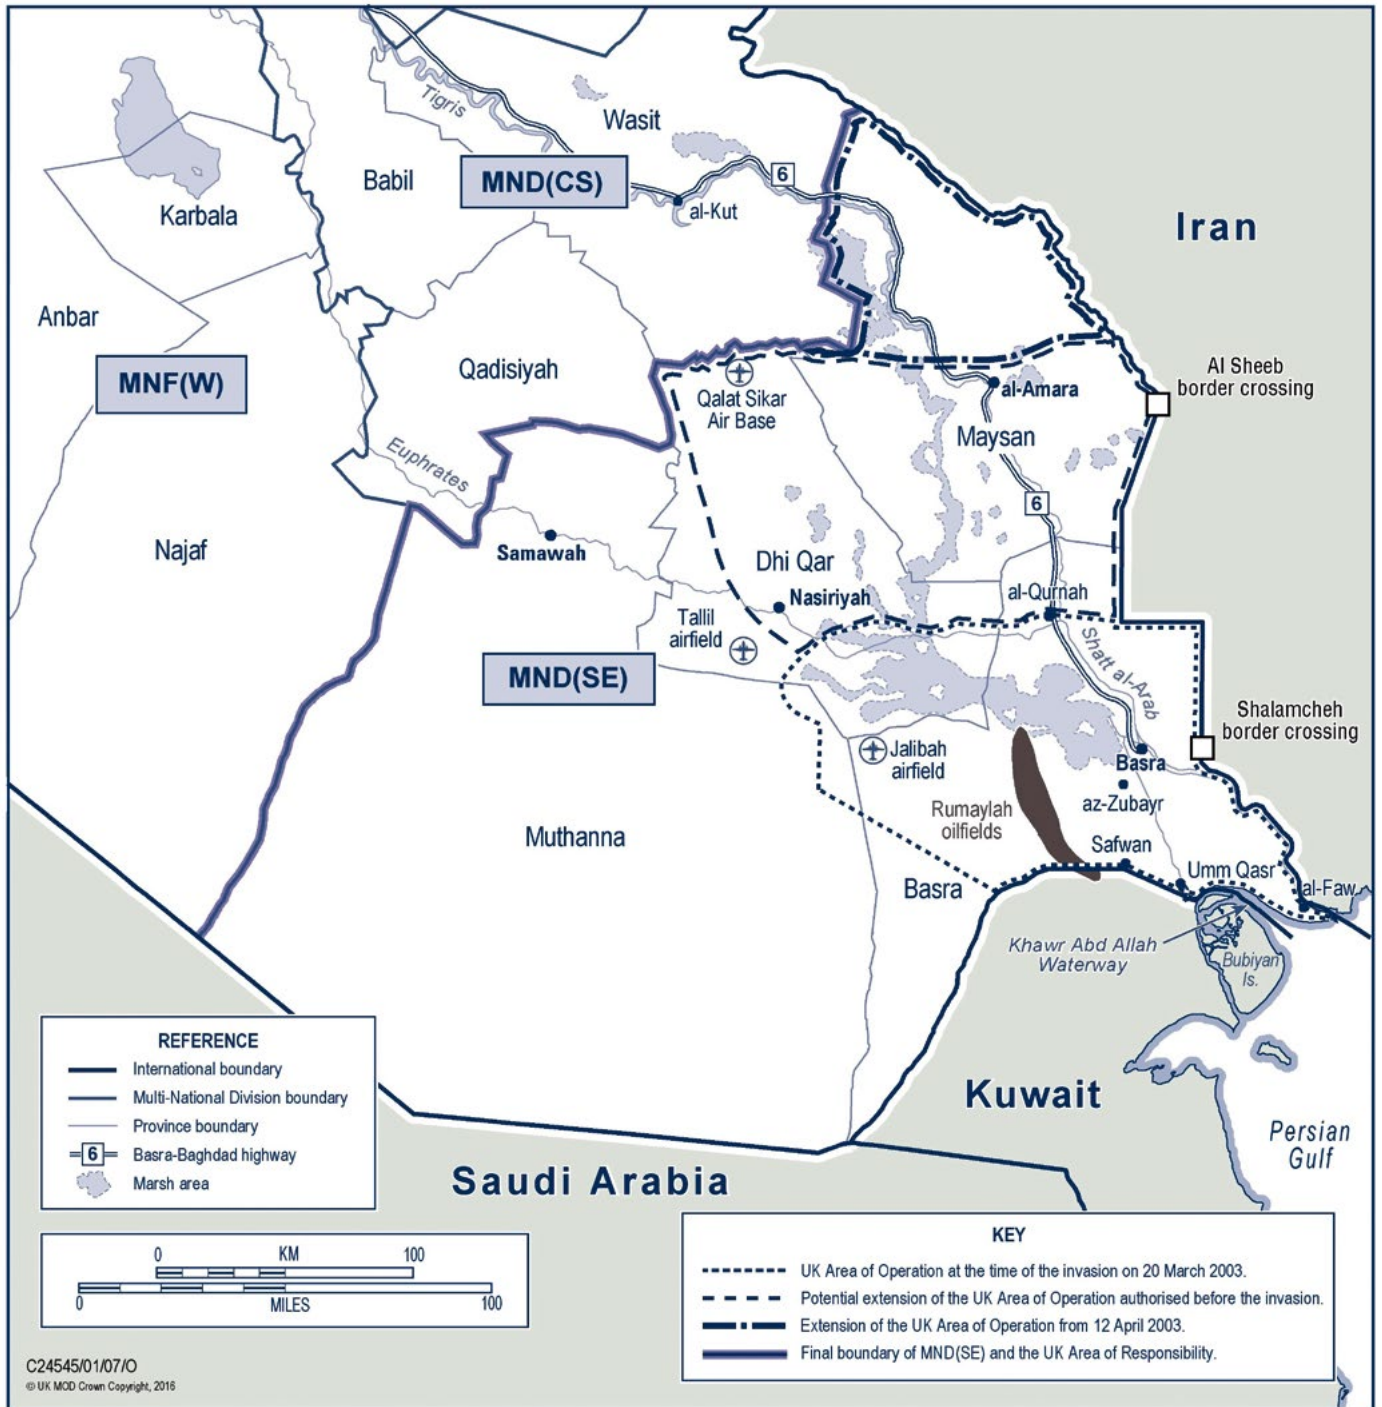 Tigris
Wasit
Babil
MND(CS)
6
al-Kut
Karbala
Iran
Anbar
MNF(W)
Qadisiyah
Qalat Sikar
Air Base
al-Amara
Al Sheeb
border crossing
Maysan
Euphrates
6
Najaf
Samawah
Dhi Qar
Nasiriyah
al-Qurnah
Tallil
airfield
Shatt al-Arab
MND(SE)
Shalamcheh
border crossing
Jalibah
airfield
Basra
az-Zubayr
Rumaylah
oilfields
Safwan
Muthanna
Umm Qasr
al-Faw
Basra
Khawr Abd Allah
Waterway
Bubiyan
Is.
Kuwait
Persian
Gulf
Saudi Arabia
REFERENCE
International boundary
Multi-National Division boundary
Province boundary
6 Basra-Baghdad highway
Marsh area
0 KM 100
0 MILES 100
KEY
UK Area of Operation at the time of the invasion on 20 March 2003.
Potential extension of the UK Area of Operation authorised before the invasion.
Extension of the UK Area of Operation from 12 April 2003.
Final boundary of MND(SE) and the UK Area of Responsibility.
C24545/01/07/O
© UK MOD Crown Copyright, 2016